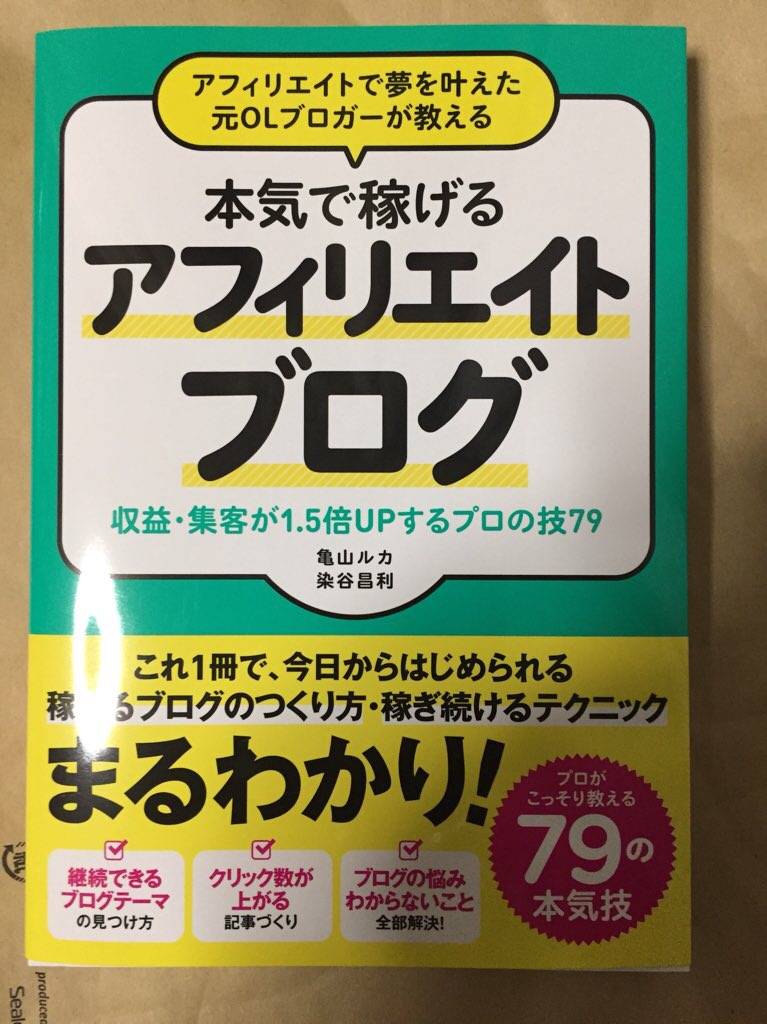 アフィリエイトで夢を叶えた
元OLブロガーが教える
本気で稼げる
アフィリエイト
ブログ
収益・集客が1.5倍UPするプロの技79
亀山ルカ
染谷昌利
これ1冊で、今日からはじめられる
稼げるブログのつくり方・稼ぎ続けるテクニック
まるわかり!
プロが
こっそり教える
79の
本気技
継続できる
ブログテーマ
の見つけ方
クリック数が
上がる
記事づくり
ブログの悩み
わからないこと
全部解決!
produced